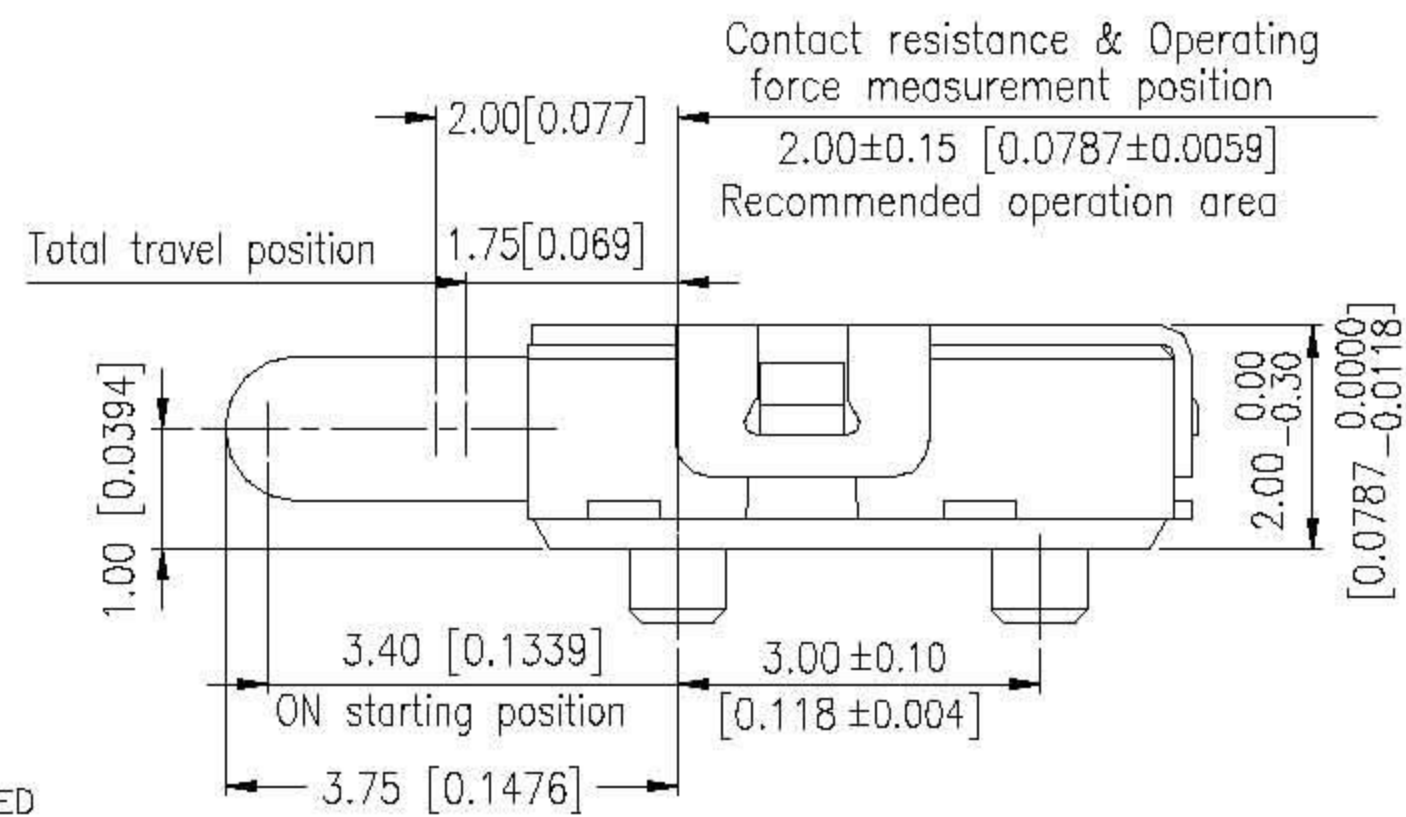 Contact resistance & Operating
force measurement position
2.00[0.077]
2.00±0.15 [0.0787±0.0059]
Recommended operation area
Total travel position
1.75[0.069]
1.00 [0.0394]
0.00
2.00-0.30
0.0000]
[0.0787-0.0118
3.40 [0.1339]
ON starting position
3.00±0.10
[0.118±0.004]
3.75 [0.1476]
ED